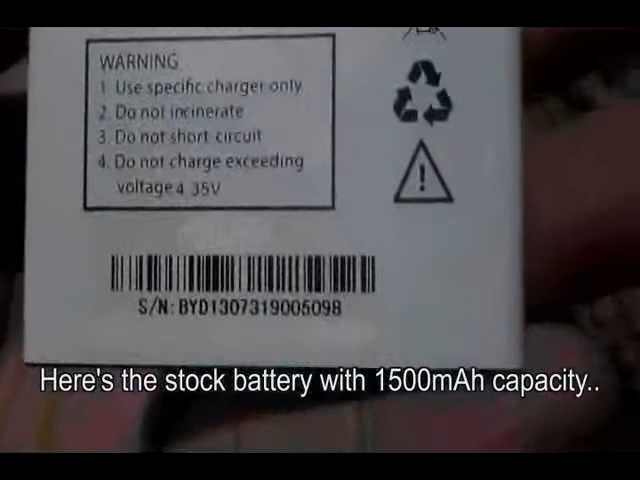 WARNING
1. Use specific charger only
2. Do not incinerate
3. Do not short circuit
4. Do not charge exceeding
voltage 4.35V
S/N: BYD1307319005098
Here's the stock battery with 1500mAh capacity..